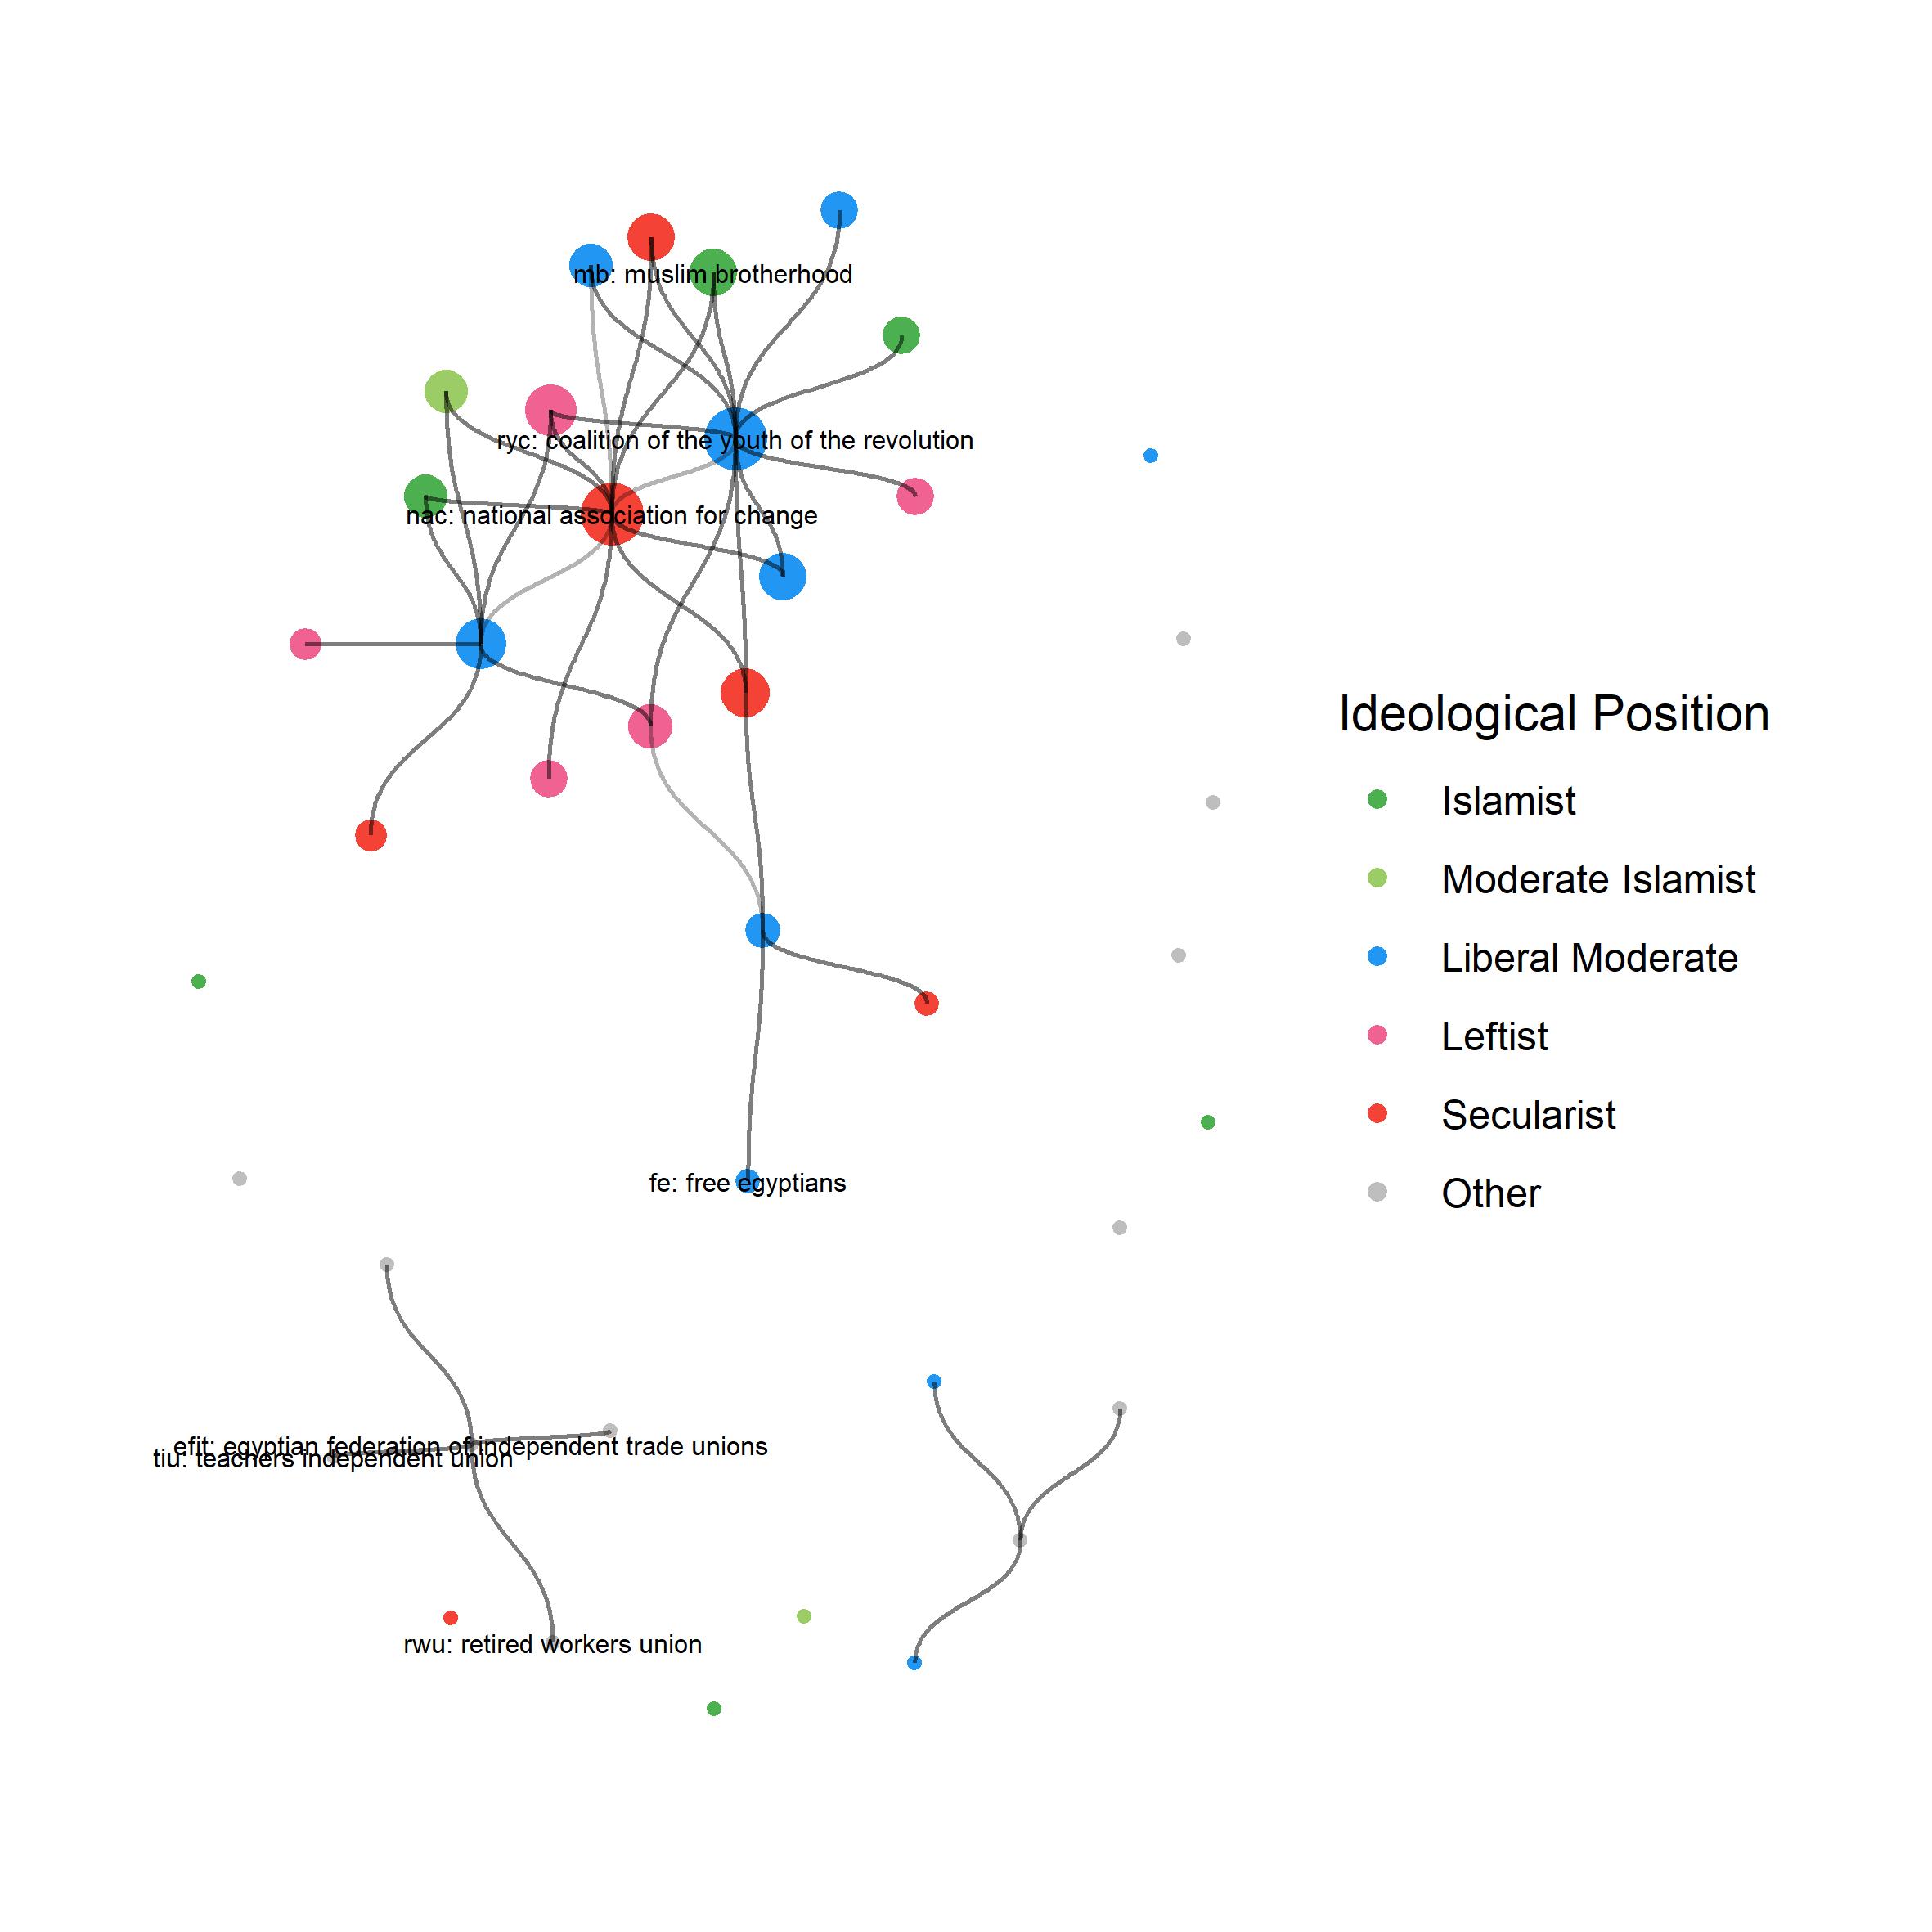 mb: muslim brotherhood
ryc: coalition of the youth of the revolution
nac: national association for change
Ideological Position
Islamist
Moderate Islamist
Liberal Moderate
Leftist
Secularist
Other
fe: free egyptians
efit: egyptian federation of independent trade unions
tiu: teachers independent union
rwu: retired workers union